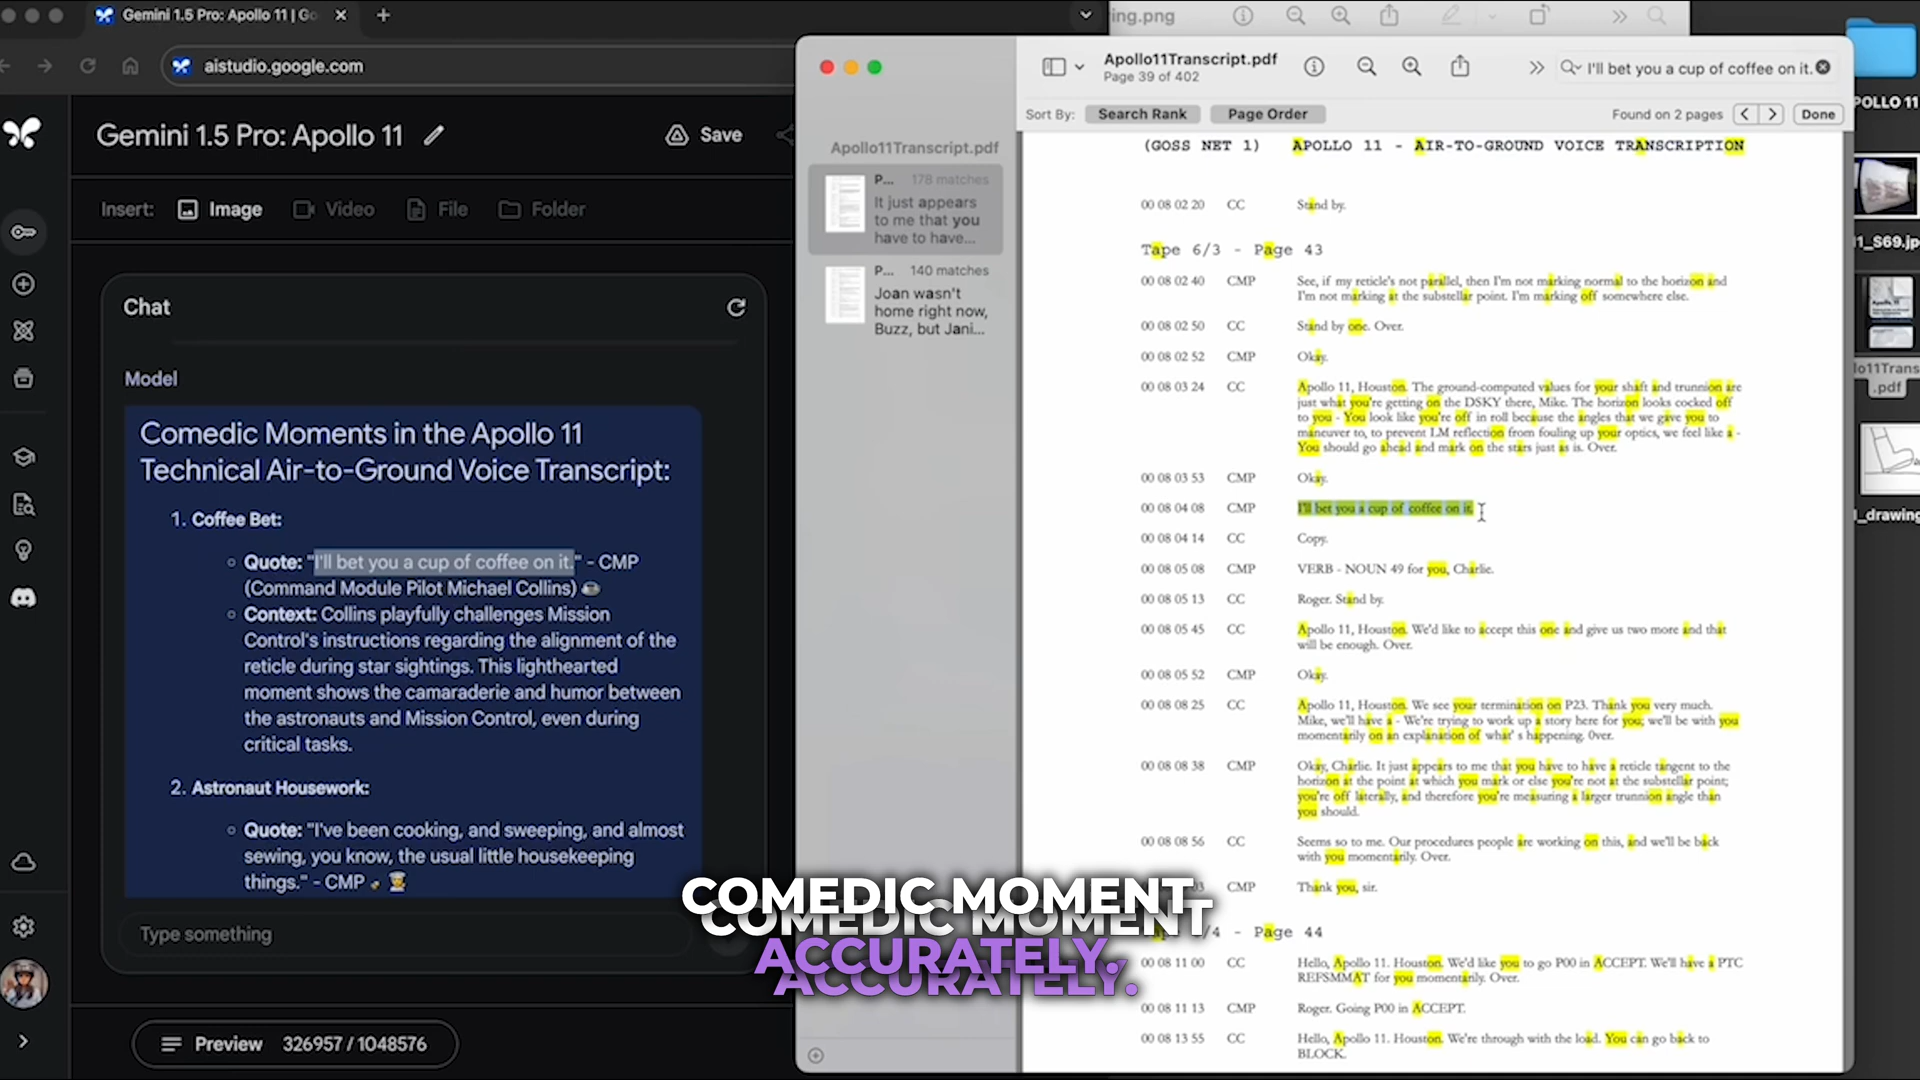 Gemini 1.5 Pro: Apollo 11 | Go
aistudio.google.com
Gemini 1.5 Pro: Apollo 11
Save
Insert:
Image
Video
File
Folder
Chat
Model
Comedic Moments in the Apollo 11
Technical Air-to-Ground Voice Transcript:
1. Coffee Bet:
Quote: "I'll bet you a cup of coffee on it." - CMP
(Command Module Pilot Michael Collins)
Context: Collins playfully challenges Mission
Control's instructions regarding the alignment of the
reticle during star sightings. This lighthearted
moment shows the camaraderie and humor between
the astronauts and Mission Control, even during
critical tasks.
2. Astronaut Housework:
Quote: "I've been cooking, and sweeping, and almost
sewing, you know, the usual little housekeeping
things." - CMP
Type something
Preview 326957 / 1048576
ing.png
Apollo11Transcript.pdf
Page 39 of 402
I'll bet you a cup of coffee on it.
Sort By:
Search Rank
Page Order
Found on 2 pages
Done
Apollo11Transcript.pdf
P... 178 matches
It just appears
to me that you
have to have...
P... 140 matches
Joan wasn't
home right now,
Buzz, but Jani...
(GOSS NET 1) APOLLO 11 - AIR-TO-GROUND VOICE TRANSCRIPTION
00 08 02 20 CC Stand by.
Tape 6/3 - Page 43
00 08 02 40 CMP See, if my reticle's not parallel, then I'm not marking normal to the horizon and
I'm not marking at the substellar point. I'm marking off somewhere else.
00 08 02 50 CC Stand by one. Over.
00 08 02 52 CMP Okay.
00 08 03 24 CC Apollo 11, Houston. The ground-computed values for your shaft and trunnion are
just what you're getting on the DSKY there, Mike. The horizon looks cocked off
to you - You look like you're off in roll because the angles that we gave you to
maneuver to, to prevent LM reflection from fouling up your optics, we feel like a -
You should go ahead and mark on the stars just as is. Over.
00 08 03 53 CMP Okay.
00 08 04 08 CMP I'll bet you a cup of coffee on it.
00 08 04 14 CC Copy.
00 08 05 08 CMP VERB - NOUN 49 for you, Charlie.
00 08 05 13 CC Roger. Stand by.
00 08 05 45 CC Apollo 11, Houston. We'd like to accept this one and give us two more and that
will be enough. Over.
00 08 05 52 CMP Okay.
00 08 08 25 CC Apollo 11, Houston. We see your termination on P23. Thank you very much.
Mike, we'll have a - We're trying to work up a story here for you; we'll be with you
momentarily on an explanation of what' s happening. 0ver.
00 08 08 38 CMP Okay, Charlie. It just appears to me that you have to have a reticle tangent to the
horizon at the point at which you mark or else you're not at the substellar point;
you're off laterally, and therefore you're measuring a larger trunnion angle than
you should.
00 08 08 56 CC Seems so to me. Our procedures people are working on this, and we'll be back
with you momentarily. Over.
03 CMP Thank you, sir.
/4 - Page 44
00 08 11 00 CC Hello, Apollo 11. Houston. We'd like you to go P00 in ACCEPT. We'll have a PTC
REFSMMAT for you momentarily. Over.
00 08 11 13 CMP Roger. Going P00 in ACCEPT.
00 08 13 55 CC Hello, Apollo 11. Houston. We're through with the load. You can go back to
BLOCK.
POLLO 11
11_S69.jp
lo11Trans
.pdf
l_drawing
COMEDIC MOMENT
COMEDIC MOMENT
ACCURATELY.
ACCURATELY.